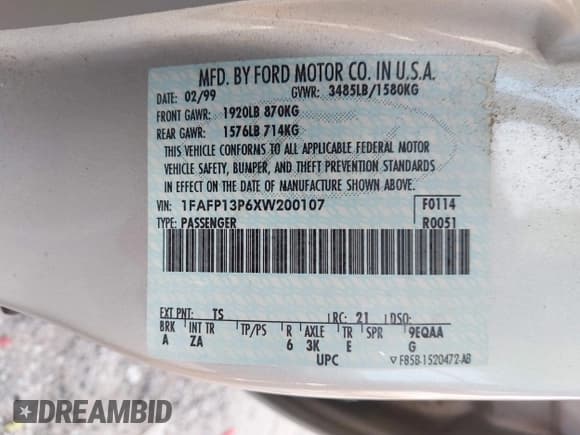 MFD. BY FORD MOTOR CO. IN U.S.A.
DATE: 02/99 GVWR: 3485LB/1580KG
FRONT GAWR: 1920LB 870KG
REAR GAWR: 1576LB 714KG
THIS VEHICLE CONFORMS TO ALL APPLICABLE FEDERAL MOTOR
VEHICLE SAFETY, BUMPER, AND THEFT PREVENTION STANDARDS
IN EFFECT ON THE DATE OF MANUFACTURE SHOWN ABOVE.
VIN: 1FAFP13P6XW200107 F0114
TYPE: PASSENGER R0051
EXT PNT: TS RC: 21 DSO:
BRK INT TR TP/PS R AXLE TR SPR 9EQAA
A ZA 6 3K E G
UPC F85B-1520472-AB
DREAMBID